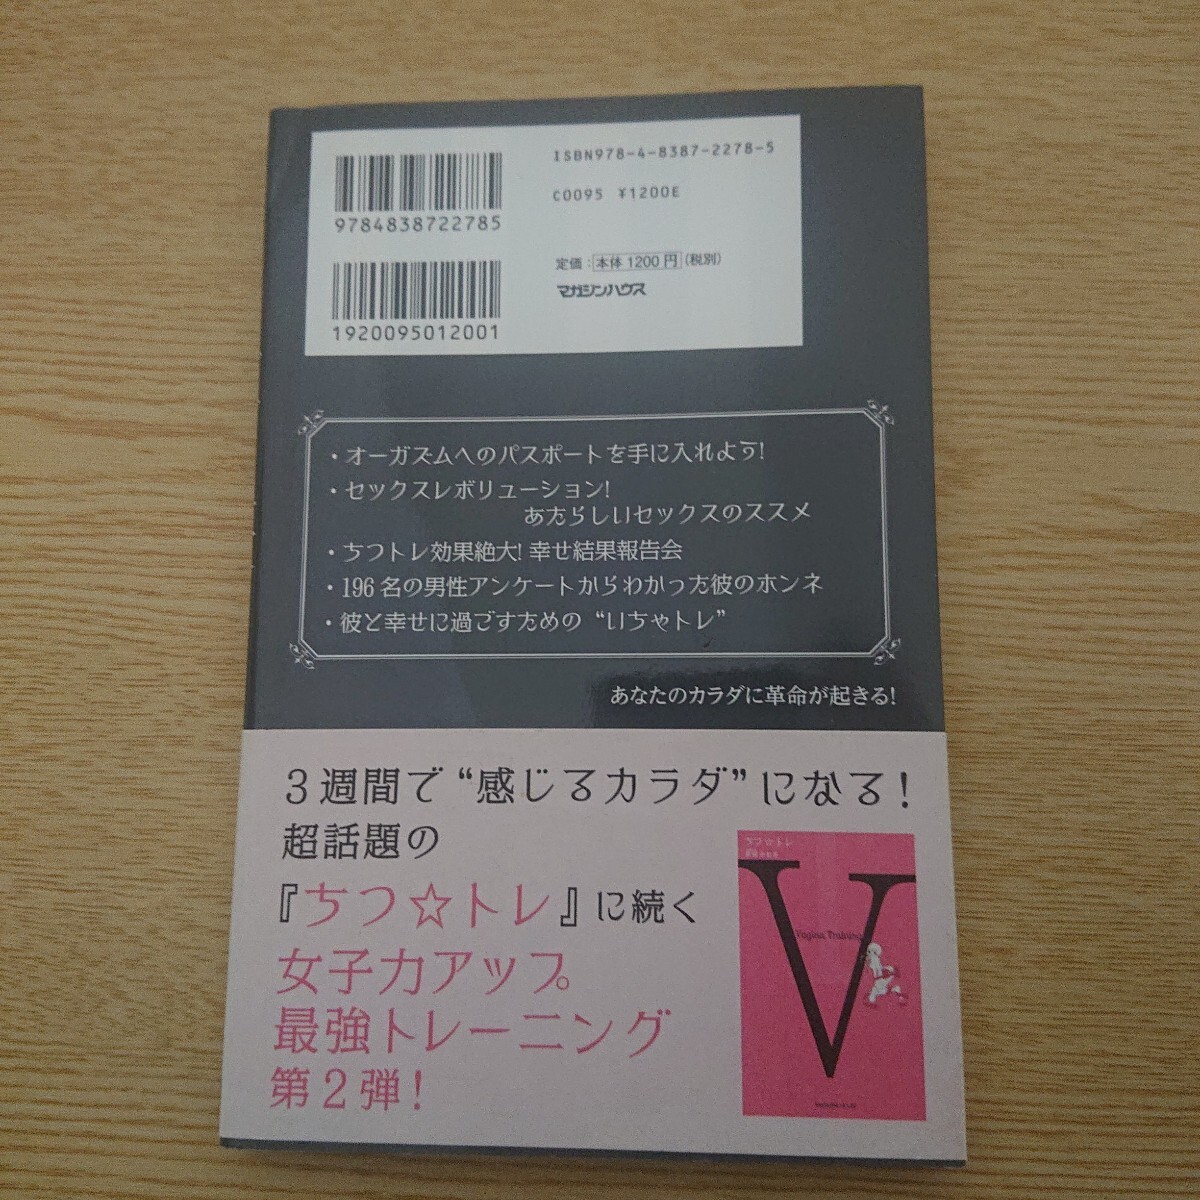 ISBN978-4-8387-2278-5
C0095 ¥1200E
9784838722785
定価：本体1200円（税別）
マガジンハウス
1920095012001
・オーガズムへのパスポートを手に入れよう!
・セックスレボリューション!
あたらしいセックスのススメ
・ちつトレ効果絶大! 幸せ結果報告会
・196名の男性アンケートからわかった彼のホンネ
・彼と幸せに過ごすための“いちゃトレ”
あなたのカラダに革命が起きる!
3週間で“感じるカラダ”になる!
超話題の
『ちつ☆トレ』に続く
女子力アップ
最強トレーニング
第2弾!
ちつ☆トレ
V
Vagina Training